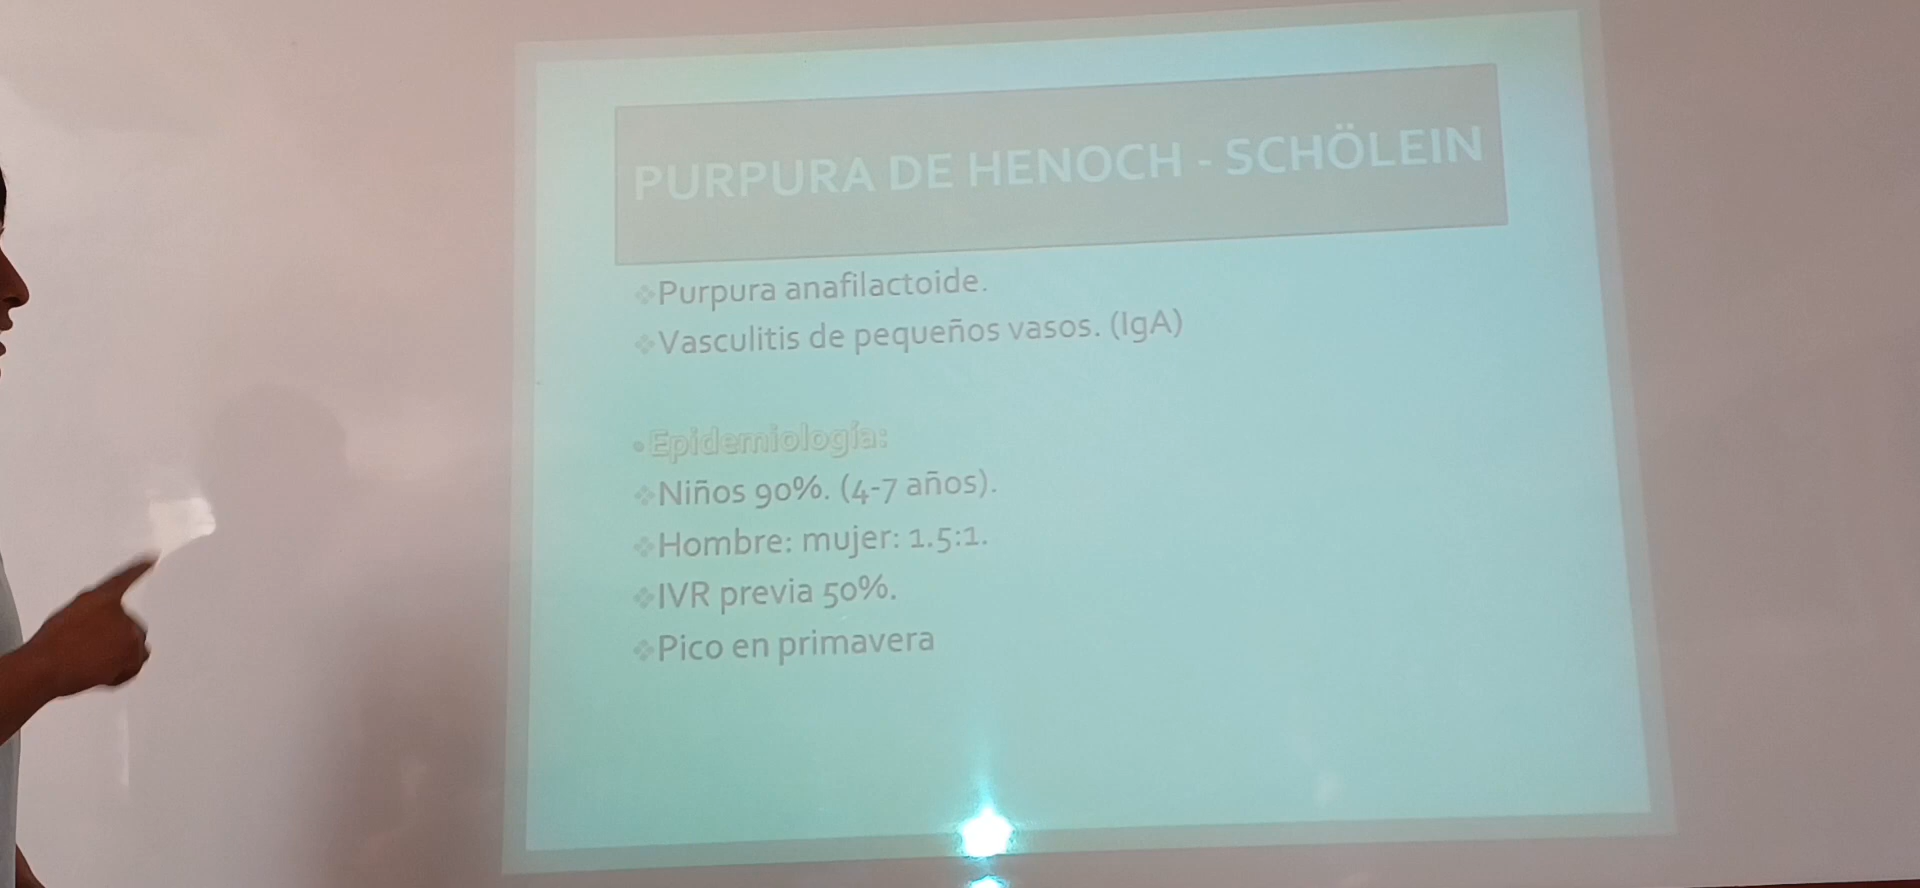 PURPURA DE HENOCH - SCHÖLEIN
❖Purpura anafilactoide.
❖Vasculitis de pequeños vasos. (IgA)
•Epidemiología:
❖Niños 90%. (4-7 años).
❖Hombre: mujer: 1.5:1.
❖IVR previa 50%.
❖Pico en primavera